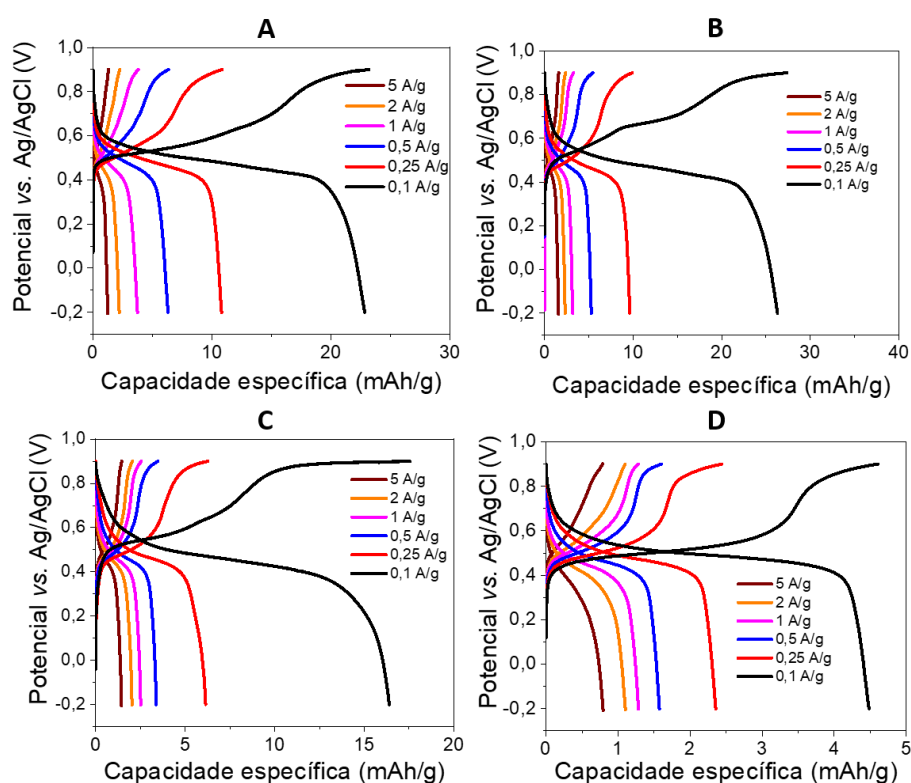 A
1,0
0,8
0,6
0,4
0,2
0,0
-0,2
Potencial vs. Ag/AgCl (V)
5 A/g
2 A/g
1 A/g
0,5 A/g
0,25 A/g
0,1 A/g
0
10
20
30
Capacidade específica (mAh/g)
B
1,0
0,8
0,6
0,4
0,2
0,0
-0,2
Potencial vs. Ag/AgCl (V)
5 A/g
2 A/g
1 A/g
0,5 A/g
0,25 A/g
0,1 A/g
0
10
20
30
40
Capacidade específica (mAh/g)
C
1,0
0,8
0,6
0,4
0,2
0,0
-0,2
Potencial vs. Ag/AgCl (V)
5 A/g
2 A/g
1 A/g
0,5 A/g
0,25 A/g
0,1 A/g
0
5
10
15
20
Capacidade específica (mAh/g)
D
1,0
0,8
0,6
0,4
0,2
0,0
-0,2
Potencial vs. Ag/AgCl (V)
5 A/g
2 A/g
1 A/g
0,5 A/g
0,25 A/g
0,1 A/g
0
1
2
3
4
5
Capacidade específica (mAh/g)